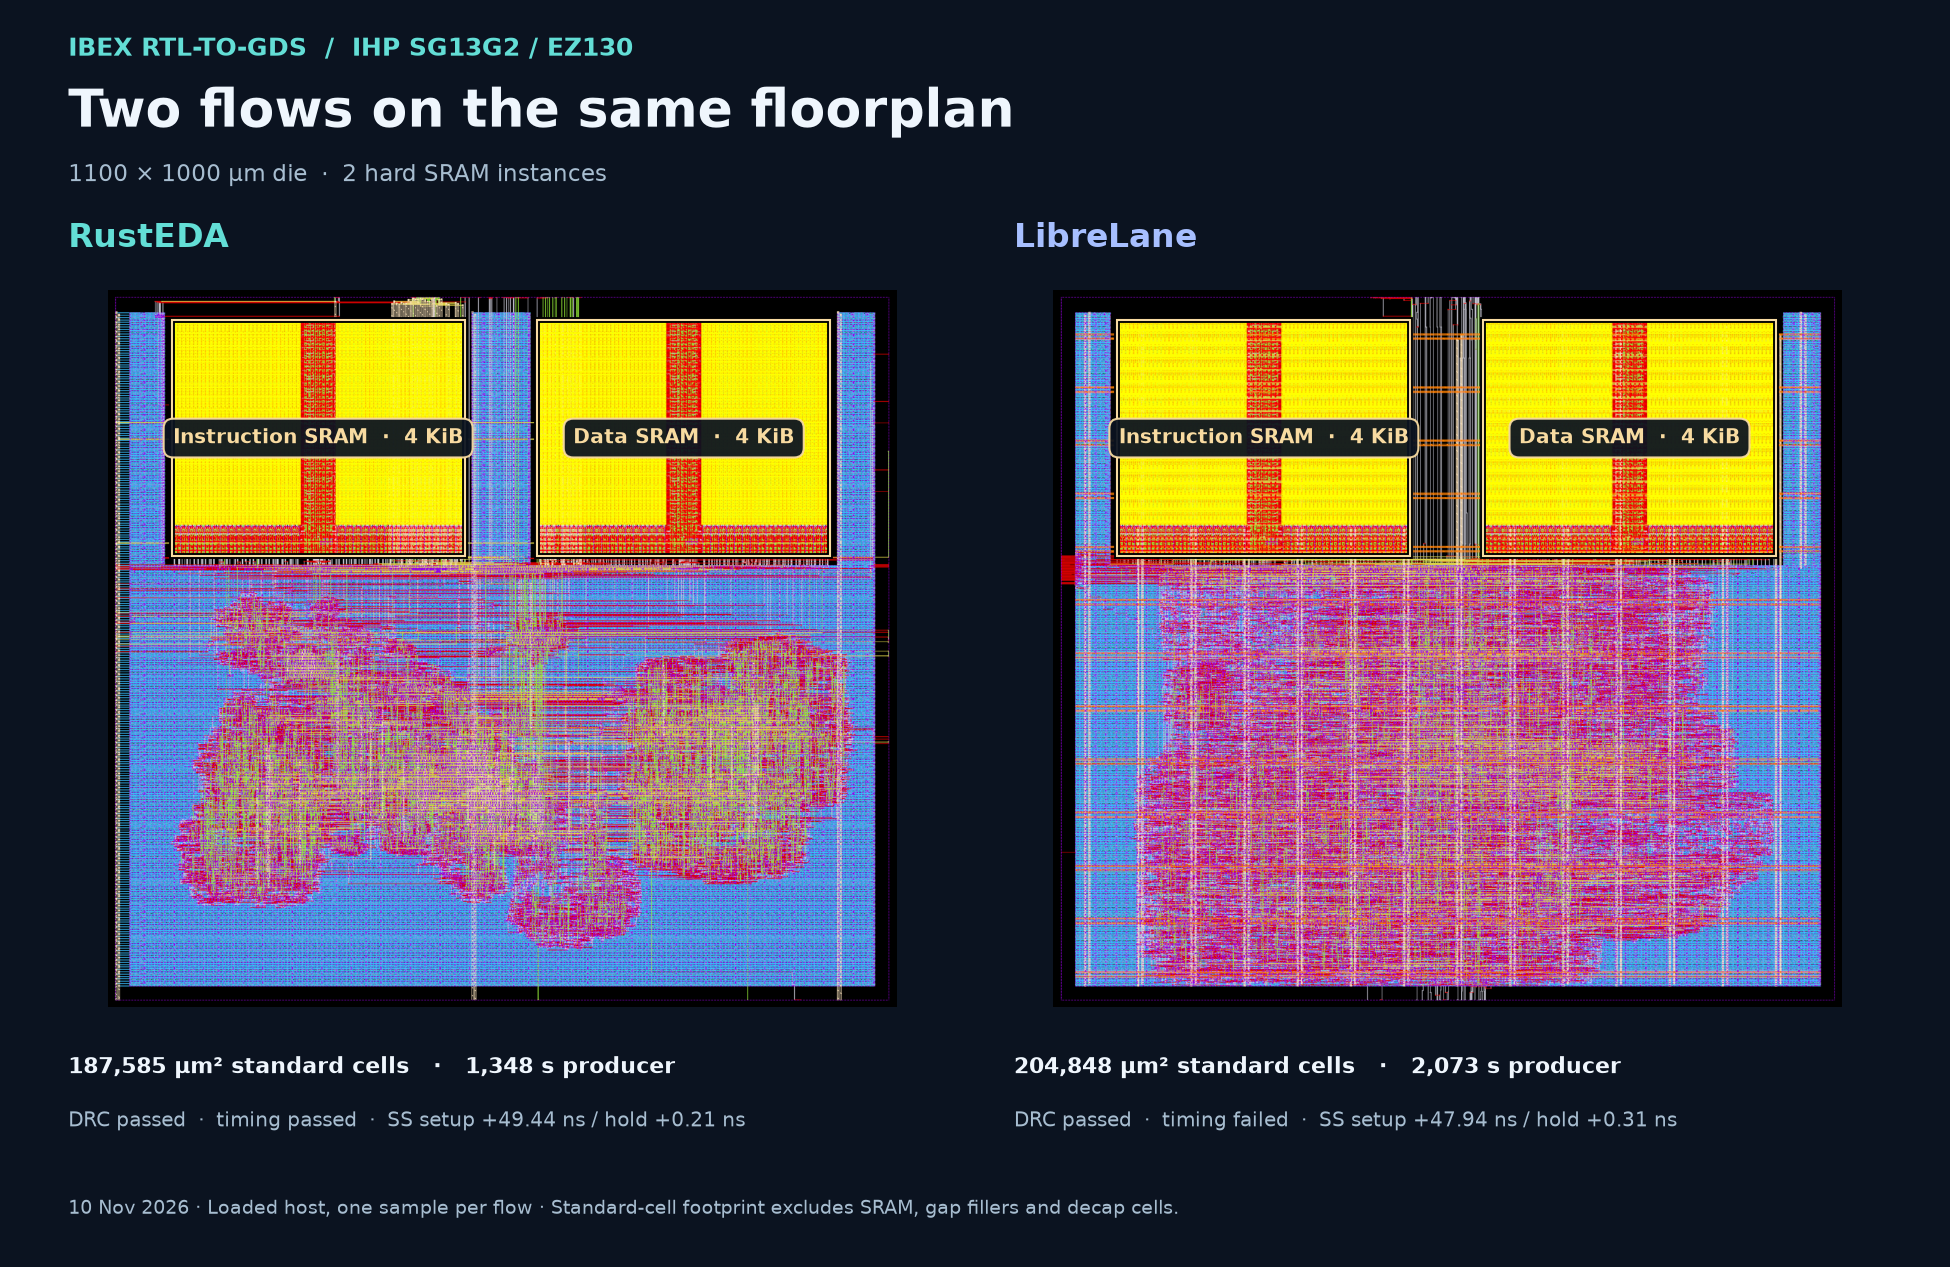 IBEX RTL-TO-GDS / IHP SG13G2 / EZ130
Two flows on the same floorplan
1100 × 1000 µm die · 2 hard SRAM instances
RustEDA
Instruction SRAM · 4 KiB
Data SRAM · 4 KiB
187,585 µm² standard cells · 1,348 s producer
DRC passed · timing passed · SS setup +49.44 ns / hold +0.21 ns
LibreLane
Instruction SRAM · 4 KiB
Data SRAM · 4 KiB
204,848 µm² standard cells · 2,073 s producer
DRC passed · timing failed · SS setup +47.94 ns / hold +0.31 ns
10 Nov 2026 · Loaded host, one sample per flow · Standard-cell footprint excludes SRAM, gap fillers and decap cells.